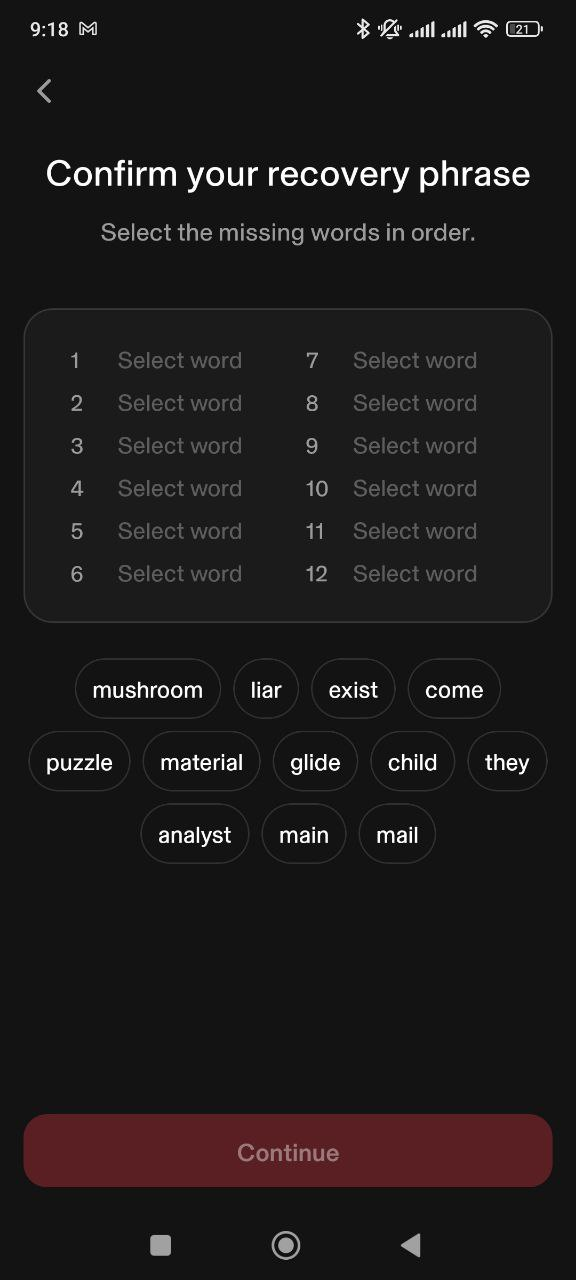 9:18 21
Confirm your recovery phrase
Select the missing words in order.
1 Select word 7 Select word
2 Select word 8 Select word
3 Select word 9 Select word
4 Select word 10 Select word
5 Select word 11 Select word
6 Select word 12 Select word
mushroom liar exist come
puzzle material glide child they
analyst main mail
Continue